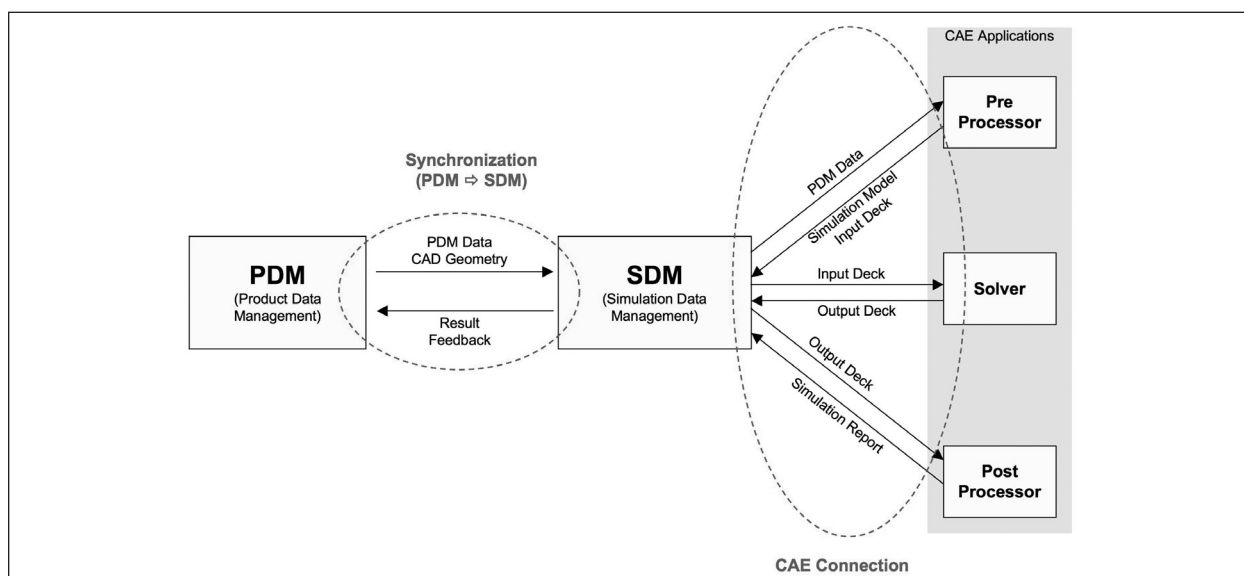 CAE Applications
Pre
Processor
Synchronization
(PDM ⇨ SDM)
PDM Data
Simulation Model
Input Deck
PDM
(Product Data
Management)
PDM Data
CAD Geometry
Result
Feedback
SDM
(Simulation Data
Management)
Input Deck
Output Deck
Solver
Output Deck
Simulation Report
Post
Processor
CAE Connection